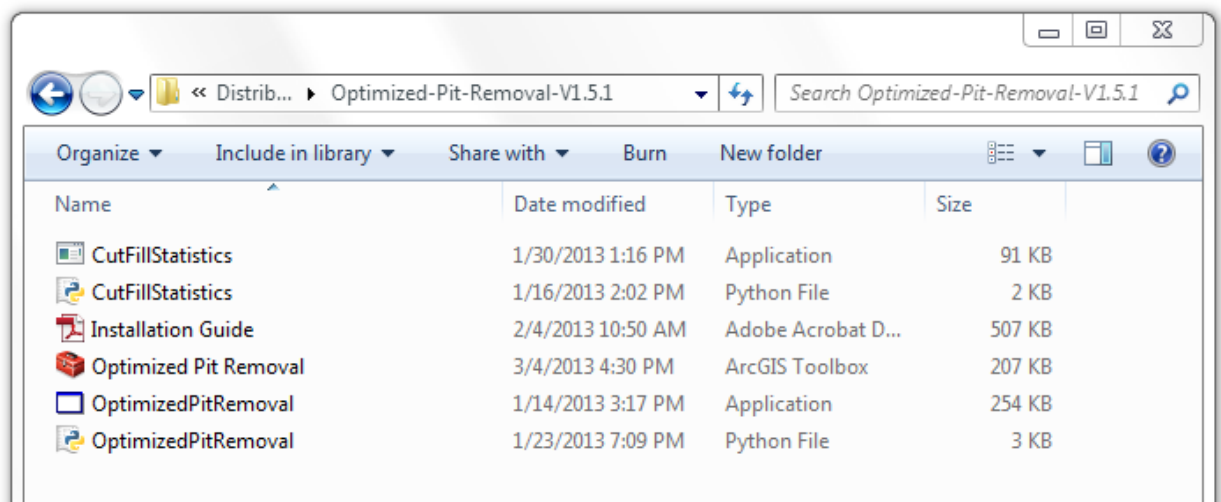 « Distrib... Optimized-Pit-Removal-V1.5.1 Search Optimized-Pit-Removal-V1.5.1
Organize Include in library Share with Burn New folder
Name Date modified Type Size
CutFillStatistics 1/30/2013 1:16 PM Application 91 KB
CutFillStatistics 1/16/2013 2:02 PM Python File 2 KB
Installation Guide 2/4/2013 10:50 AM Adobe Acrobat D... 507 KB
Optimized Pit Removal 3/4/2013 4:30 PM ArcGIS Toolbox 207 KB
OptimizedPitRemoval 1/14/2013 3:17 PM Application 254 KB
OptimizedPitRemoval 1/23/2013 7:09 PM Python File 3 KB